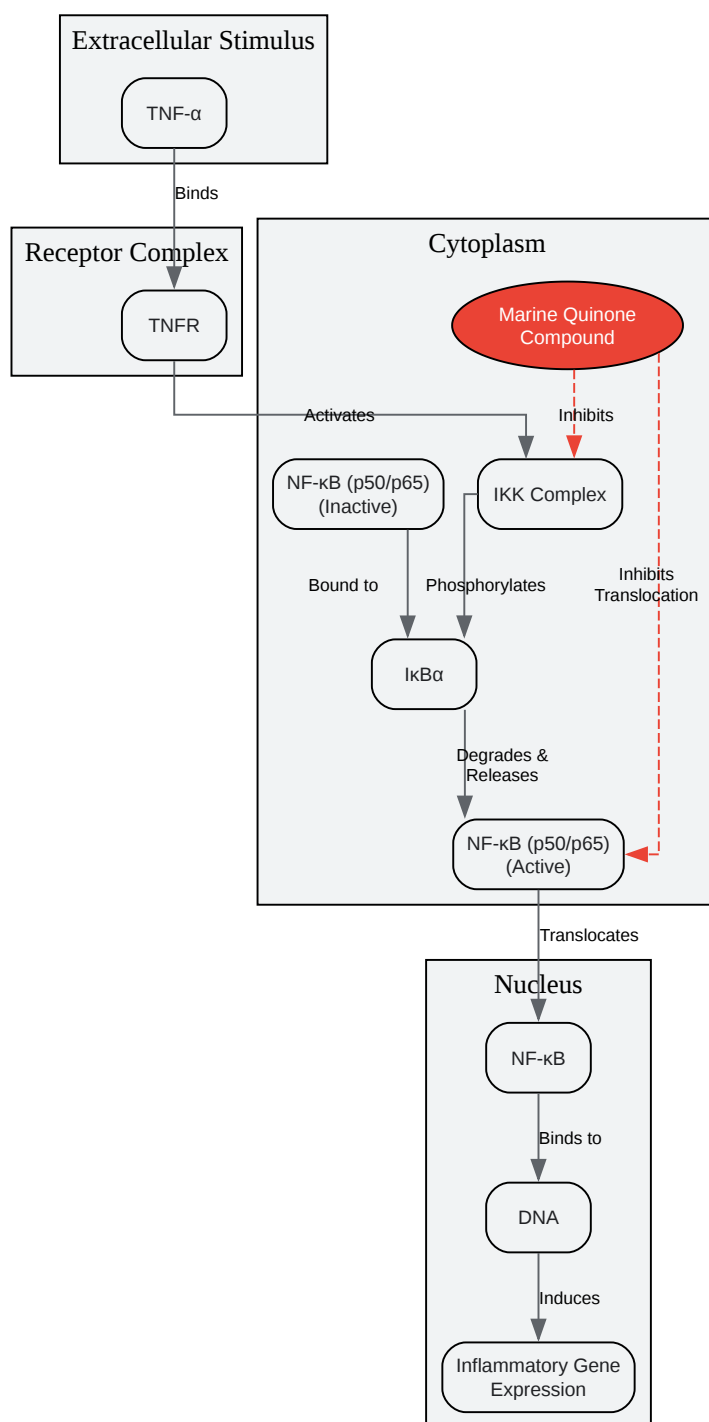 Extracellular Stimulus
TNF-α
Binds
Receptor Complex
TNFR
Cytoplasm
Marine Quinone
Compound
Activates
Inhibits
NF-κB (p50/p65)
(Inactive)
IKK Complex
Bound to
Phosphorylates
Inhibits
Translocation
IκBα
Degrades &
Releases
NF-κB (p50/p65)
(Active)
Translocates
Nucleus
NF-κB
Binds to
DNA
Induces
Inflammatory Gene
Expression